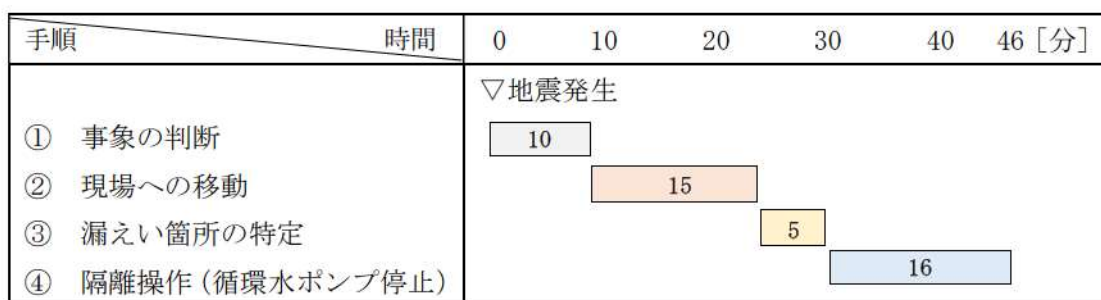 手順 時間 0 10 20 30 40 46[分]
▽地震発生
① 事象の判断 10
② 現場への移動 15
③ 漏えい箇所の特定 5
④ 隔離操作(循環水ポンプ停止) 16